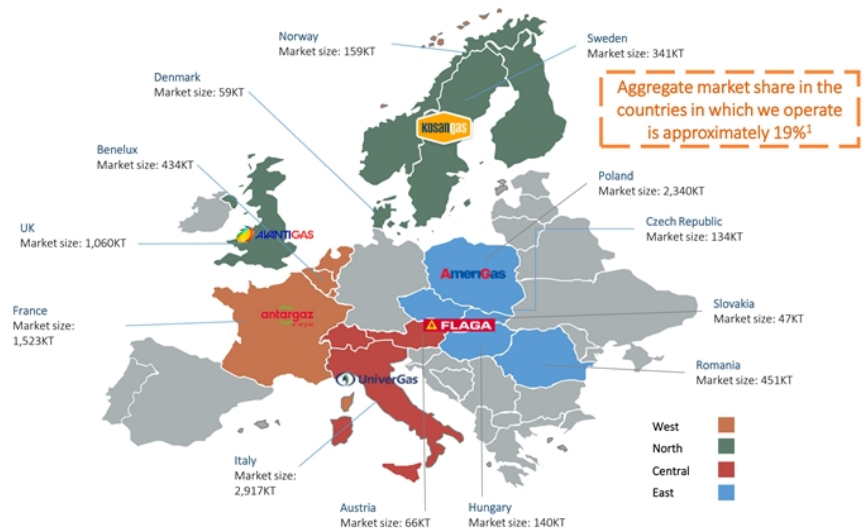 Norway
Market size: 159KT
Sweden
Market size: 341KT
Denmark
Market size: 59KT
Aggregate market share in the
countries in which we operate
is approximately 19%¹
KOSANGAS
Benelux
Market size: 434KT
Poland
Market size: 2,340KT
UK
Market size: 1,060KT
AVANTIGAS
Czech Republic
Market size: 134KT
AmeriGas
France
Market size:
1,523KT
antargaz
FLAGA
Slovakia
Market size: 47KT
UniverGas
Romania
Market size: 451KT
West
North
Central
East
Italy
Market size:
2,917KT
Austria
Market size: 66KT
Hungary
Market size: 140KT